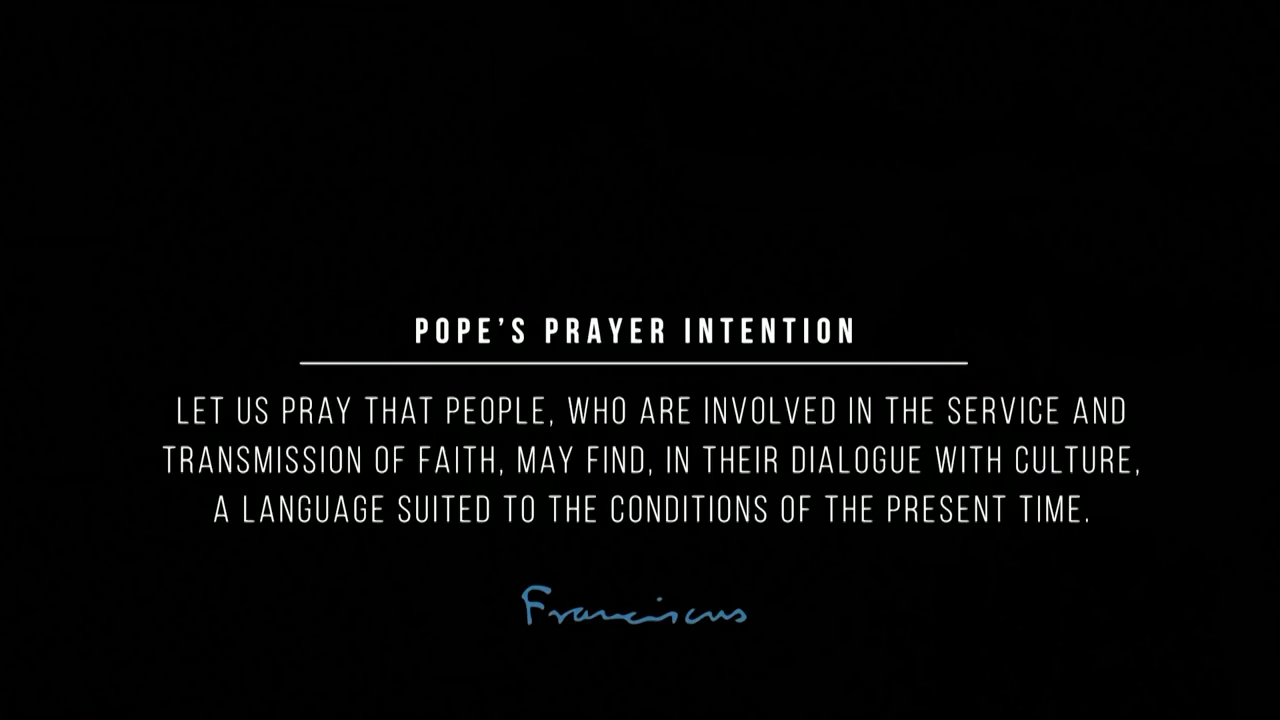 POPE’S PRAYER INTENTION
LET US PRAY THAT PEOPLE, WHO ARE INVOLVED IN THE SERVICE AND
TRANSMISSION OF FAITH, MAY FIND, IN THEIR DIALOGUE WITH CULTURE,
A LANGUAGE SUITED TO THE CONDITIONS OF THE PRESENT TIME.
Franciscus